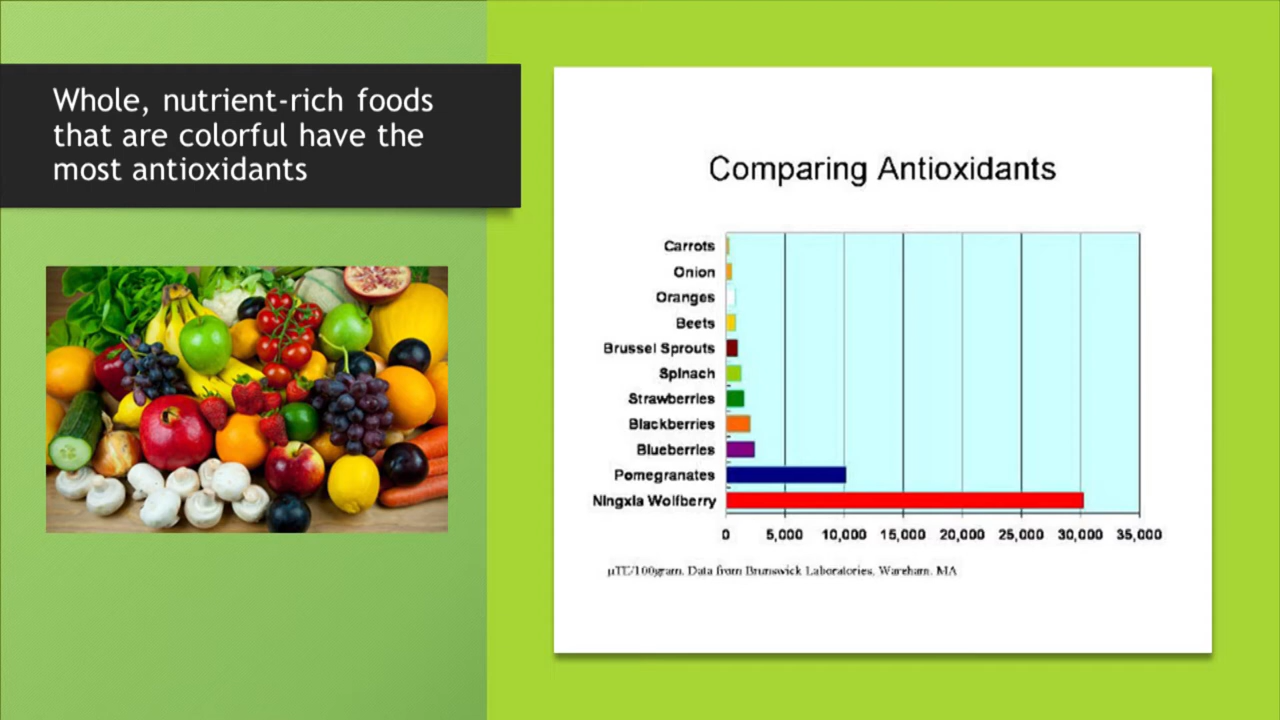 Whole, nutrient-rich foods
that are colorful have the
most antioxidants
Comparing Antioxidants
Carrots
Onion
Oranges
Beets
Brussel Sprouts
Spinach
Strawberries
Blackberries
Blueberries
Pomegranates
Ningxia Wolfberry
0 5,000 10,000 15,000 20,000 25,000 30,000 35,000
µTE/100gram. Data from Brunswick Laboratories, Wareham. MA